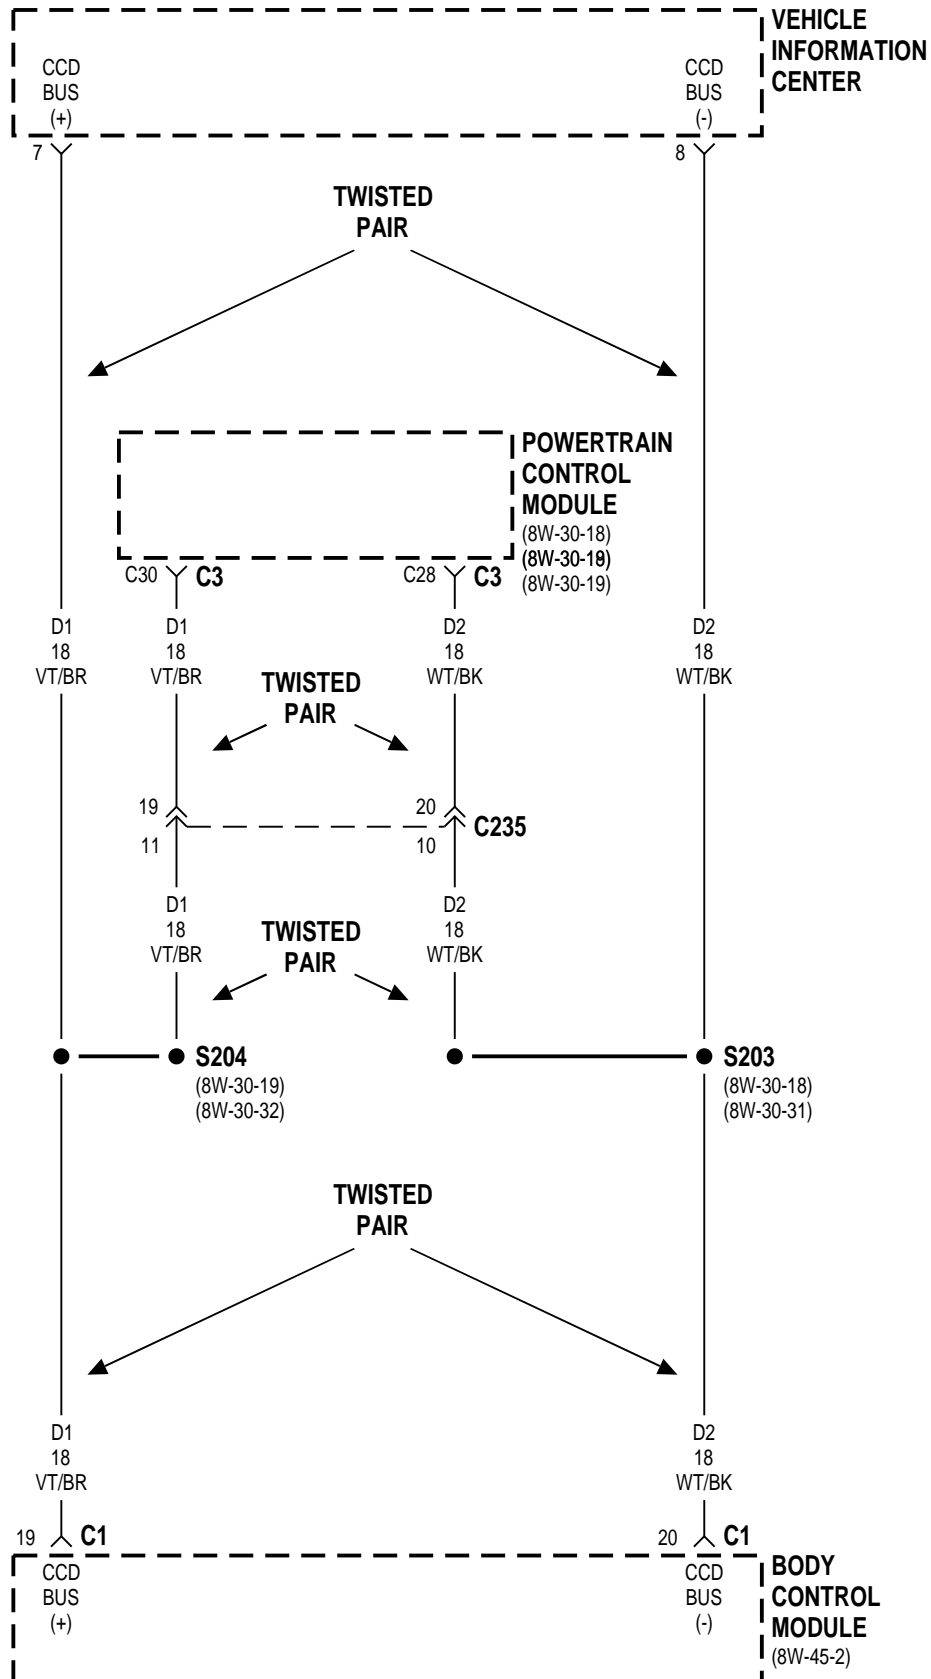 VEHICLE
INFORMATION
CENTER
CCD
BUS
(+)
CCD
BUS
(-)
7
8
TWISTED
PAIR
POWERTRAIN
CONTROL
MODULE
(8W-30-18)
(8W-30-19)
(8W-30-19)
C30
C3
C28
C3
D1
18
VT/BR
D1
18
VT/BR
D2
18
WT/BK
D2
18
WT/BK
TWISTED
PAIR
19
20
C235
11
10
D1
18
VT/BR
D2
18
WT/BK
TWISTED
PAIR
S204
(8W-30-19)
(8W-30-32)
S203
(8W-30-18)
(8W-30-31)
TWISTED
PAIR
D1
18
VT/BR
D2
18
WT/BK
19
C1
20
C1
CCD
BUS
(+)
CCD
BUS
(-)
BODY
CONTROL
MODULE
(8W-45-2)